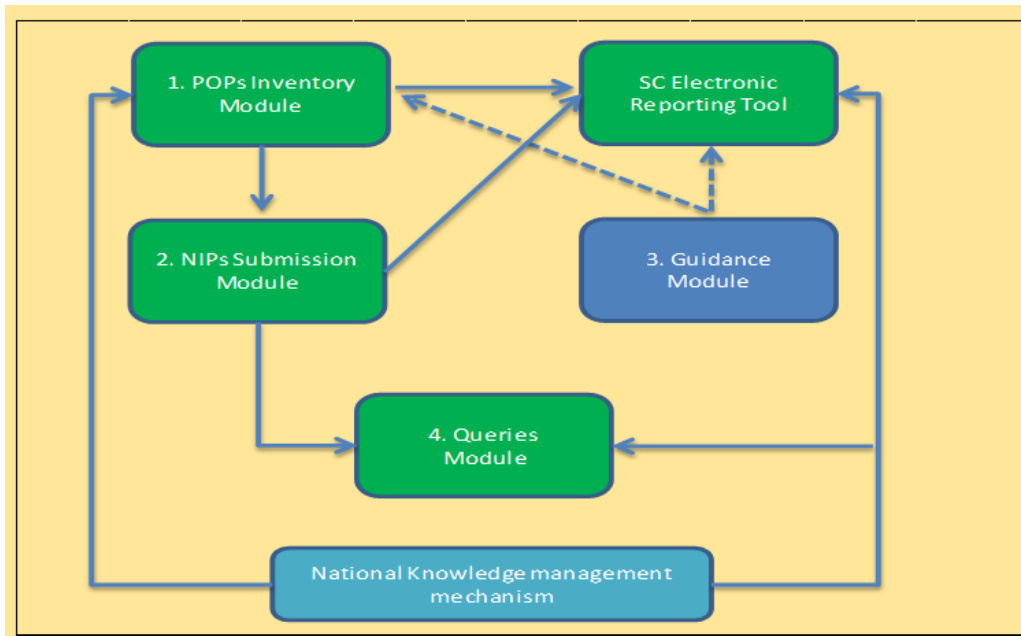 1. POPs Inventory
Module
SC Electronic
Reporting Tool
2. NIPs Submission
Module
3. Guidance
Module
4. Queries
Module
National Knowledge management
mechanism